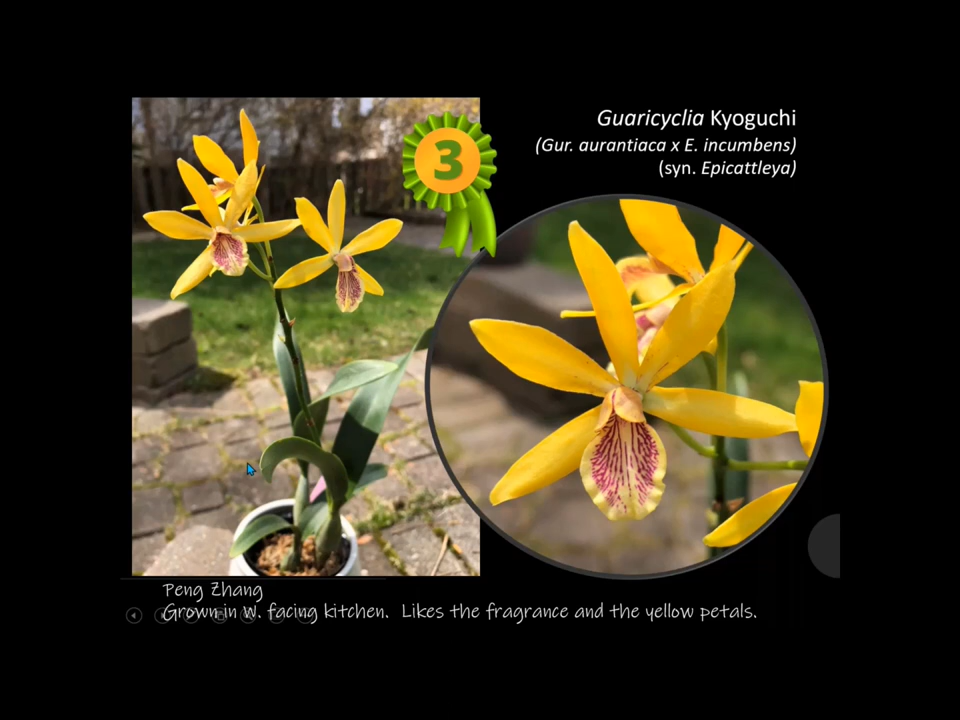 3
Guaricyclia Kyoguchi
(Gur. aurantiaca x E. incumbens)
(syn. Epicattleya)
Peng Zhang
Grown in W. facing kitchen. Likes the fragrance and the yellow petals.